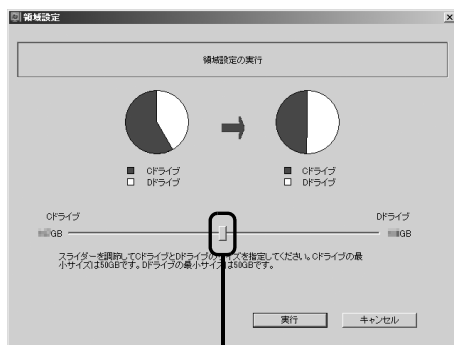 領域設定
領域設定の実行
Cドライブ
Dドライブ
Cドライブ
Dドライブ
Cドライブ
Dドライブ
GB
GB
スライダーを調節してCドライブとDドライブのサイズを指定してください。Cドライブの最
小サイズは50GBです。Dドライブの最小サイズは50GBです。
実行
キャンセル